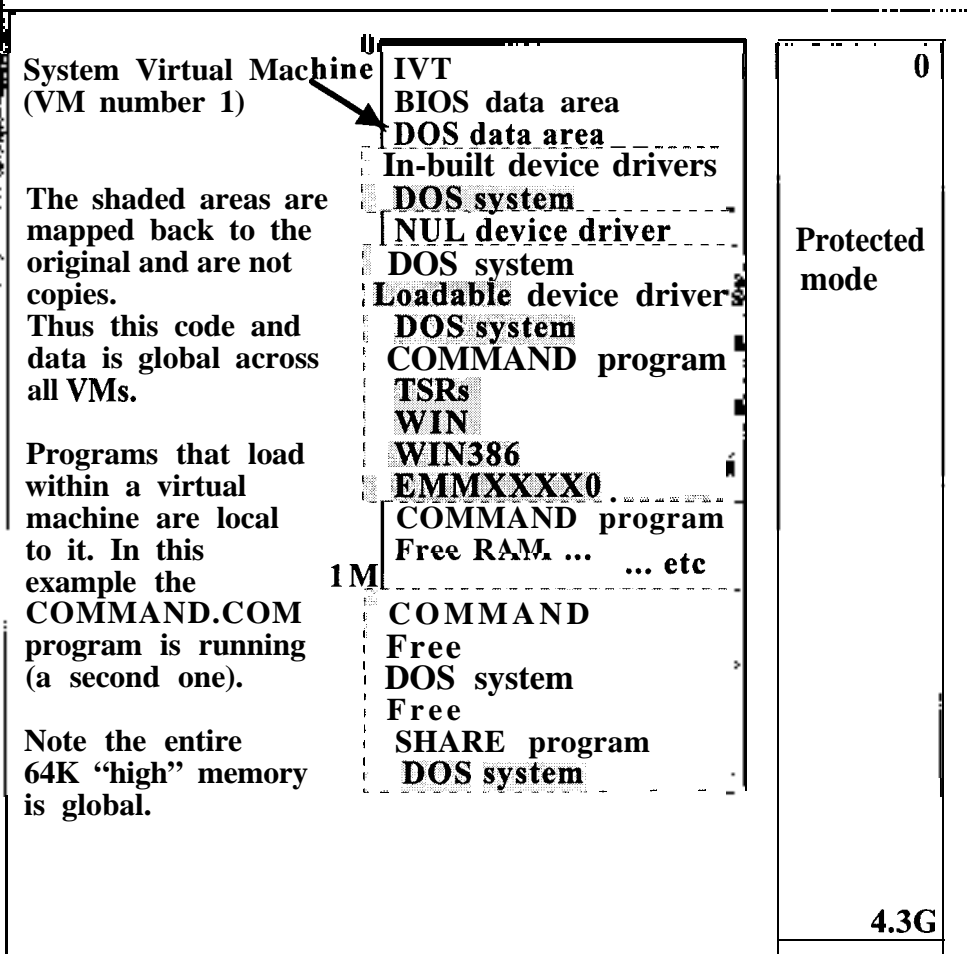 System Virtual Machine
(VM number 1)
The shaded areas are
mapped back to the
original and are not
copies.
Thus this code and
data is global across
all VMs.
Programs that load
within a virtual
machine are local
to it. In this
example the
COMMAND.COM
program is running
(a second one).
Note the entire
64K “high” memory
is global.
0
IVT
BIOS data area
DOS data area
In-built device drivers
DOS system
NUL device driver
DOS system
Loadable device drivers
DOS system
COMMAND program
TSRs
WIN
WIN386
EMMXXXX0
COMMAND program
Free RAM. ...
... etc
1M
COMMAND
Free
DOS system
Free
SHARE program
DOS system
0
Protected
mode
4.3G